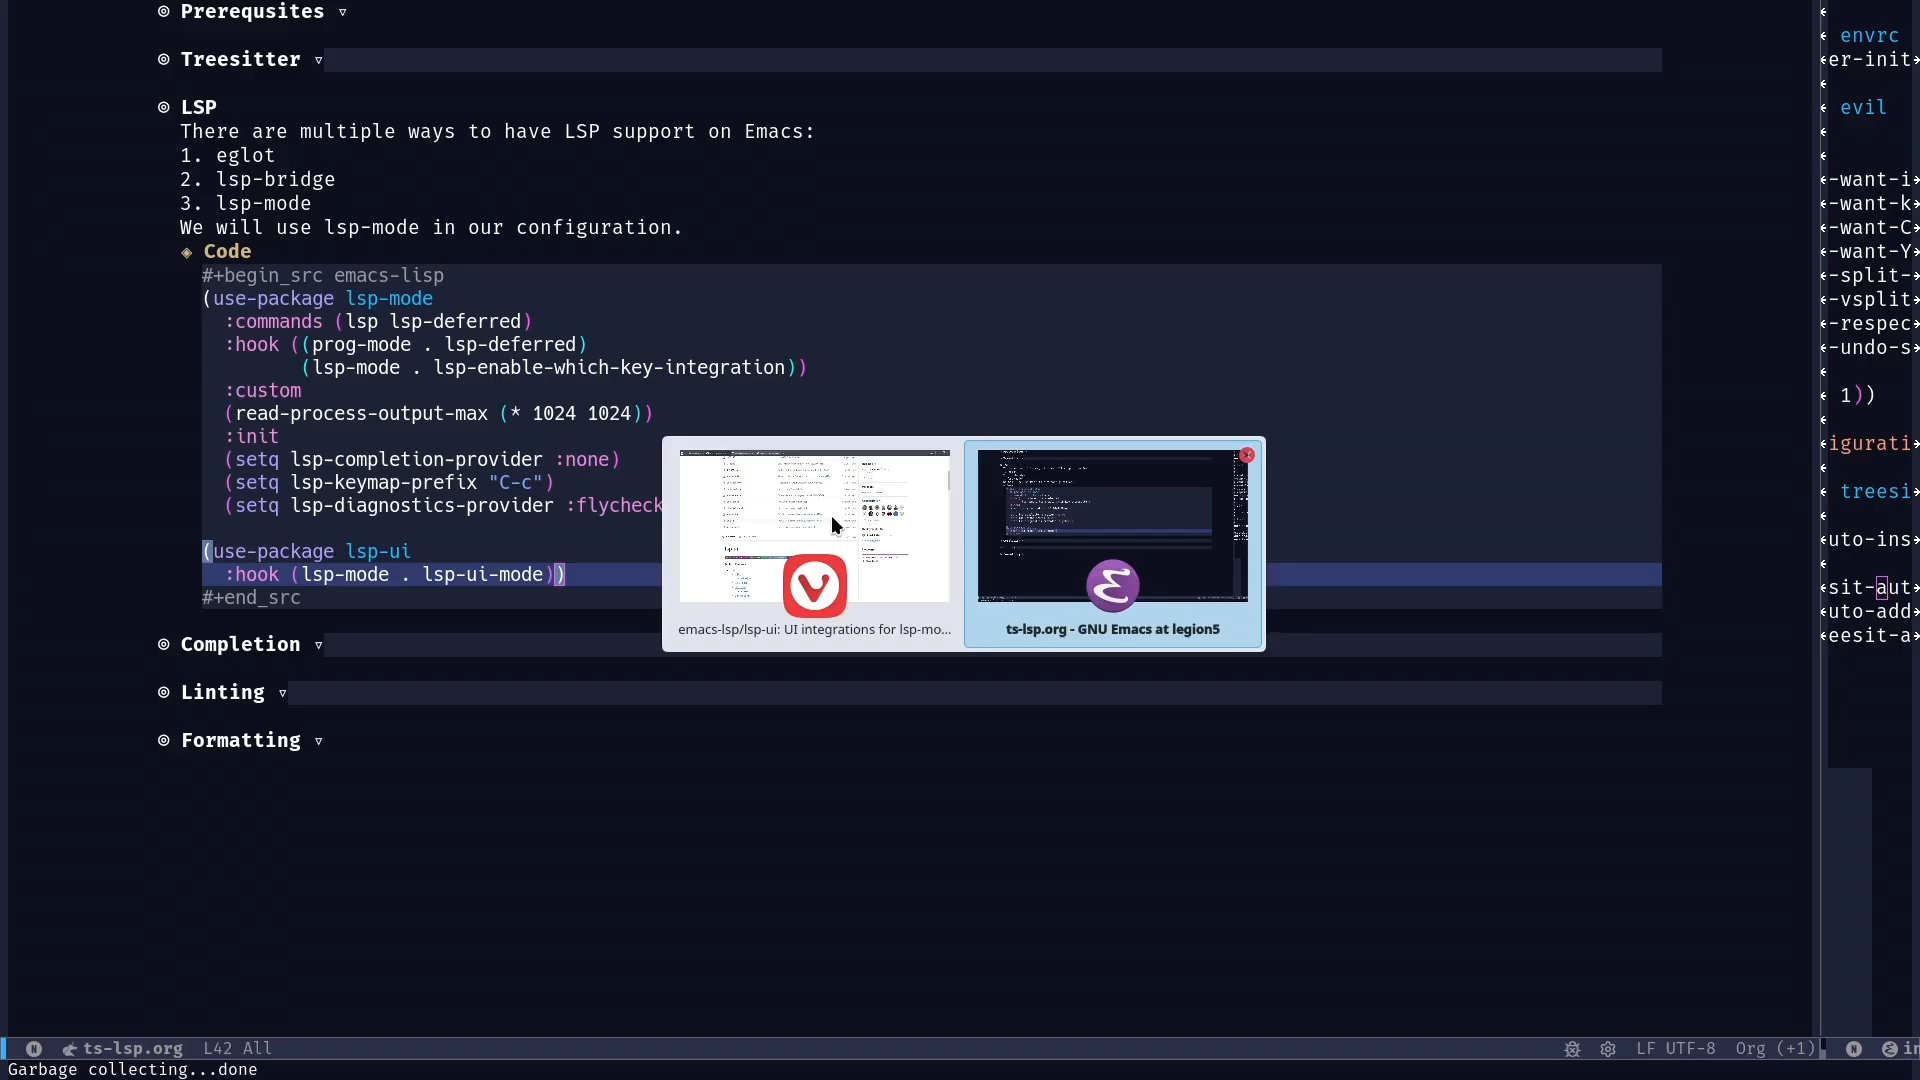 Prerequsites
Treesitter
LSP
There are multiple ways to have LSP support on Emacs:
1. eglot
2. lsp-bridge
3. lsp-mode
We will use lsp-mode in our configuration.
Code
#+begin_src emacs-lisp
(use-package lsp-mode
:commands (lsp lsp-deferred)
:hook ((prog-mode . lsp-deferred)
(lsp-mode . lsp-enable-which-key-integration))
:custom
(read-process-output-max (* 1024 1024))
:init
(setq lsp-completion-provider :none)
(setq lsp-keymap-prefix "C-c")
(setq lsp-diagnostics-provider :flycheck
(use-package lsp-ui
:hook (lsp-mode . lsp-ui-mode))
#+end_src
Completion
Linting
Formatting
emacs-lsp/lsp-ui: UI integrations for lsp-mo...
ts-lsp.org - GNU Emacs at legion5
envrc
er-init
evil
-want-i
-want-k
-want-C
-want-Y
-split-
-vsplit
-respec
-undo-s
1))
igurati
treesi
uto-ins
sit-aut
uto-add
eesit-a
N ts-lsp.org L42 All
LF UTF-8 Org (+1)
N in
Garbage collecting...done